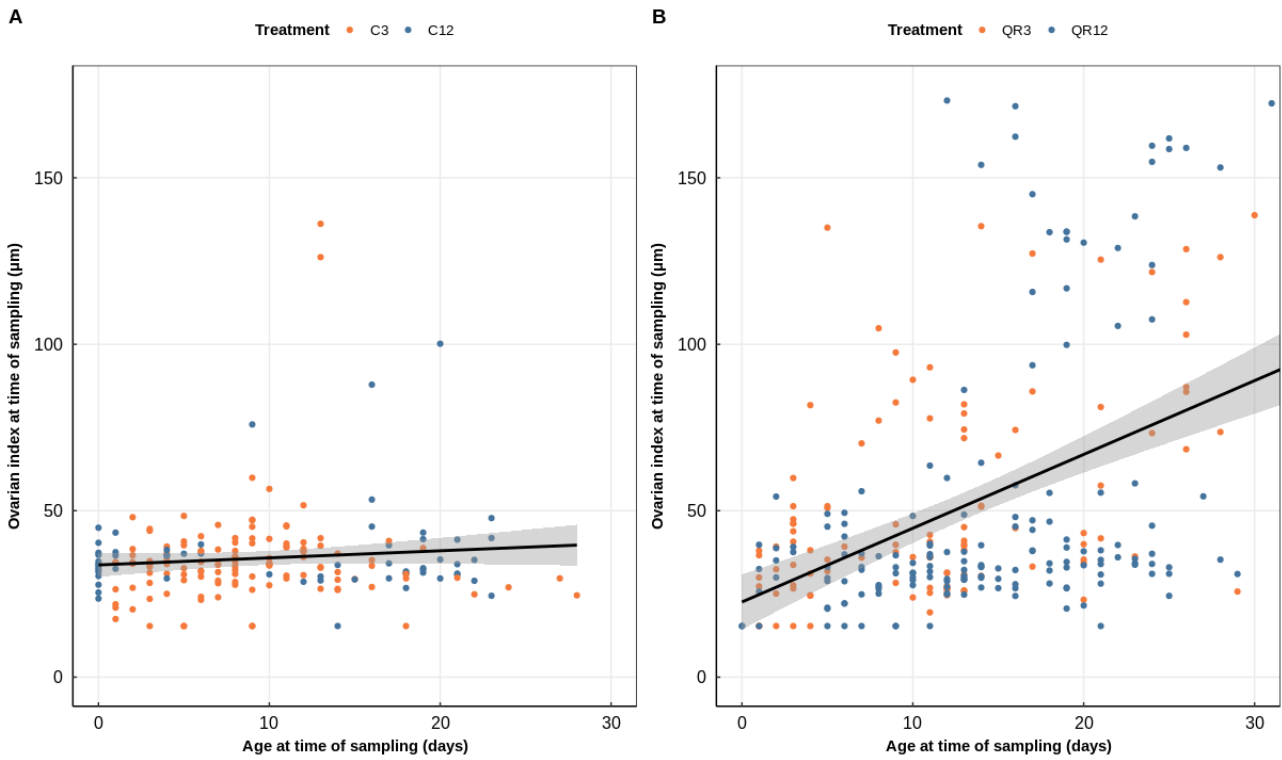 A
Treatment C3 C12
150
100
50
0
0 10 20 30
Age at time of sampling (days)
Ovarian index at time of sampling (μm)
B
Treatment QR3 QR12
150
100
50
0
0 10 20 30
Age at time of sampling (days)
Ovarian index at time of sampling (μm)